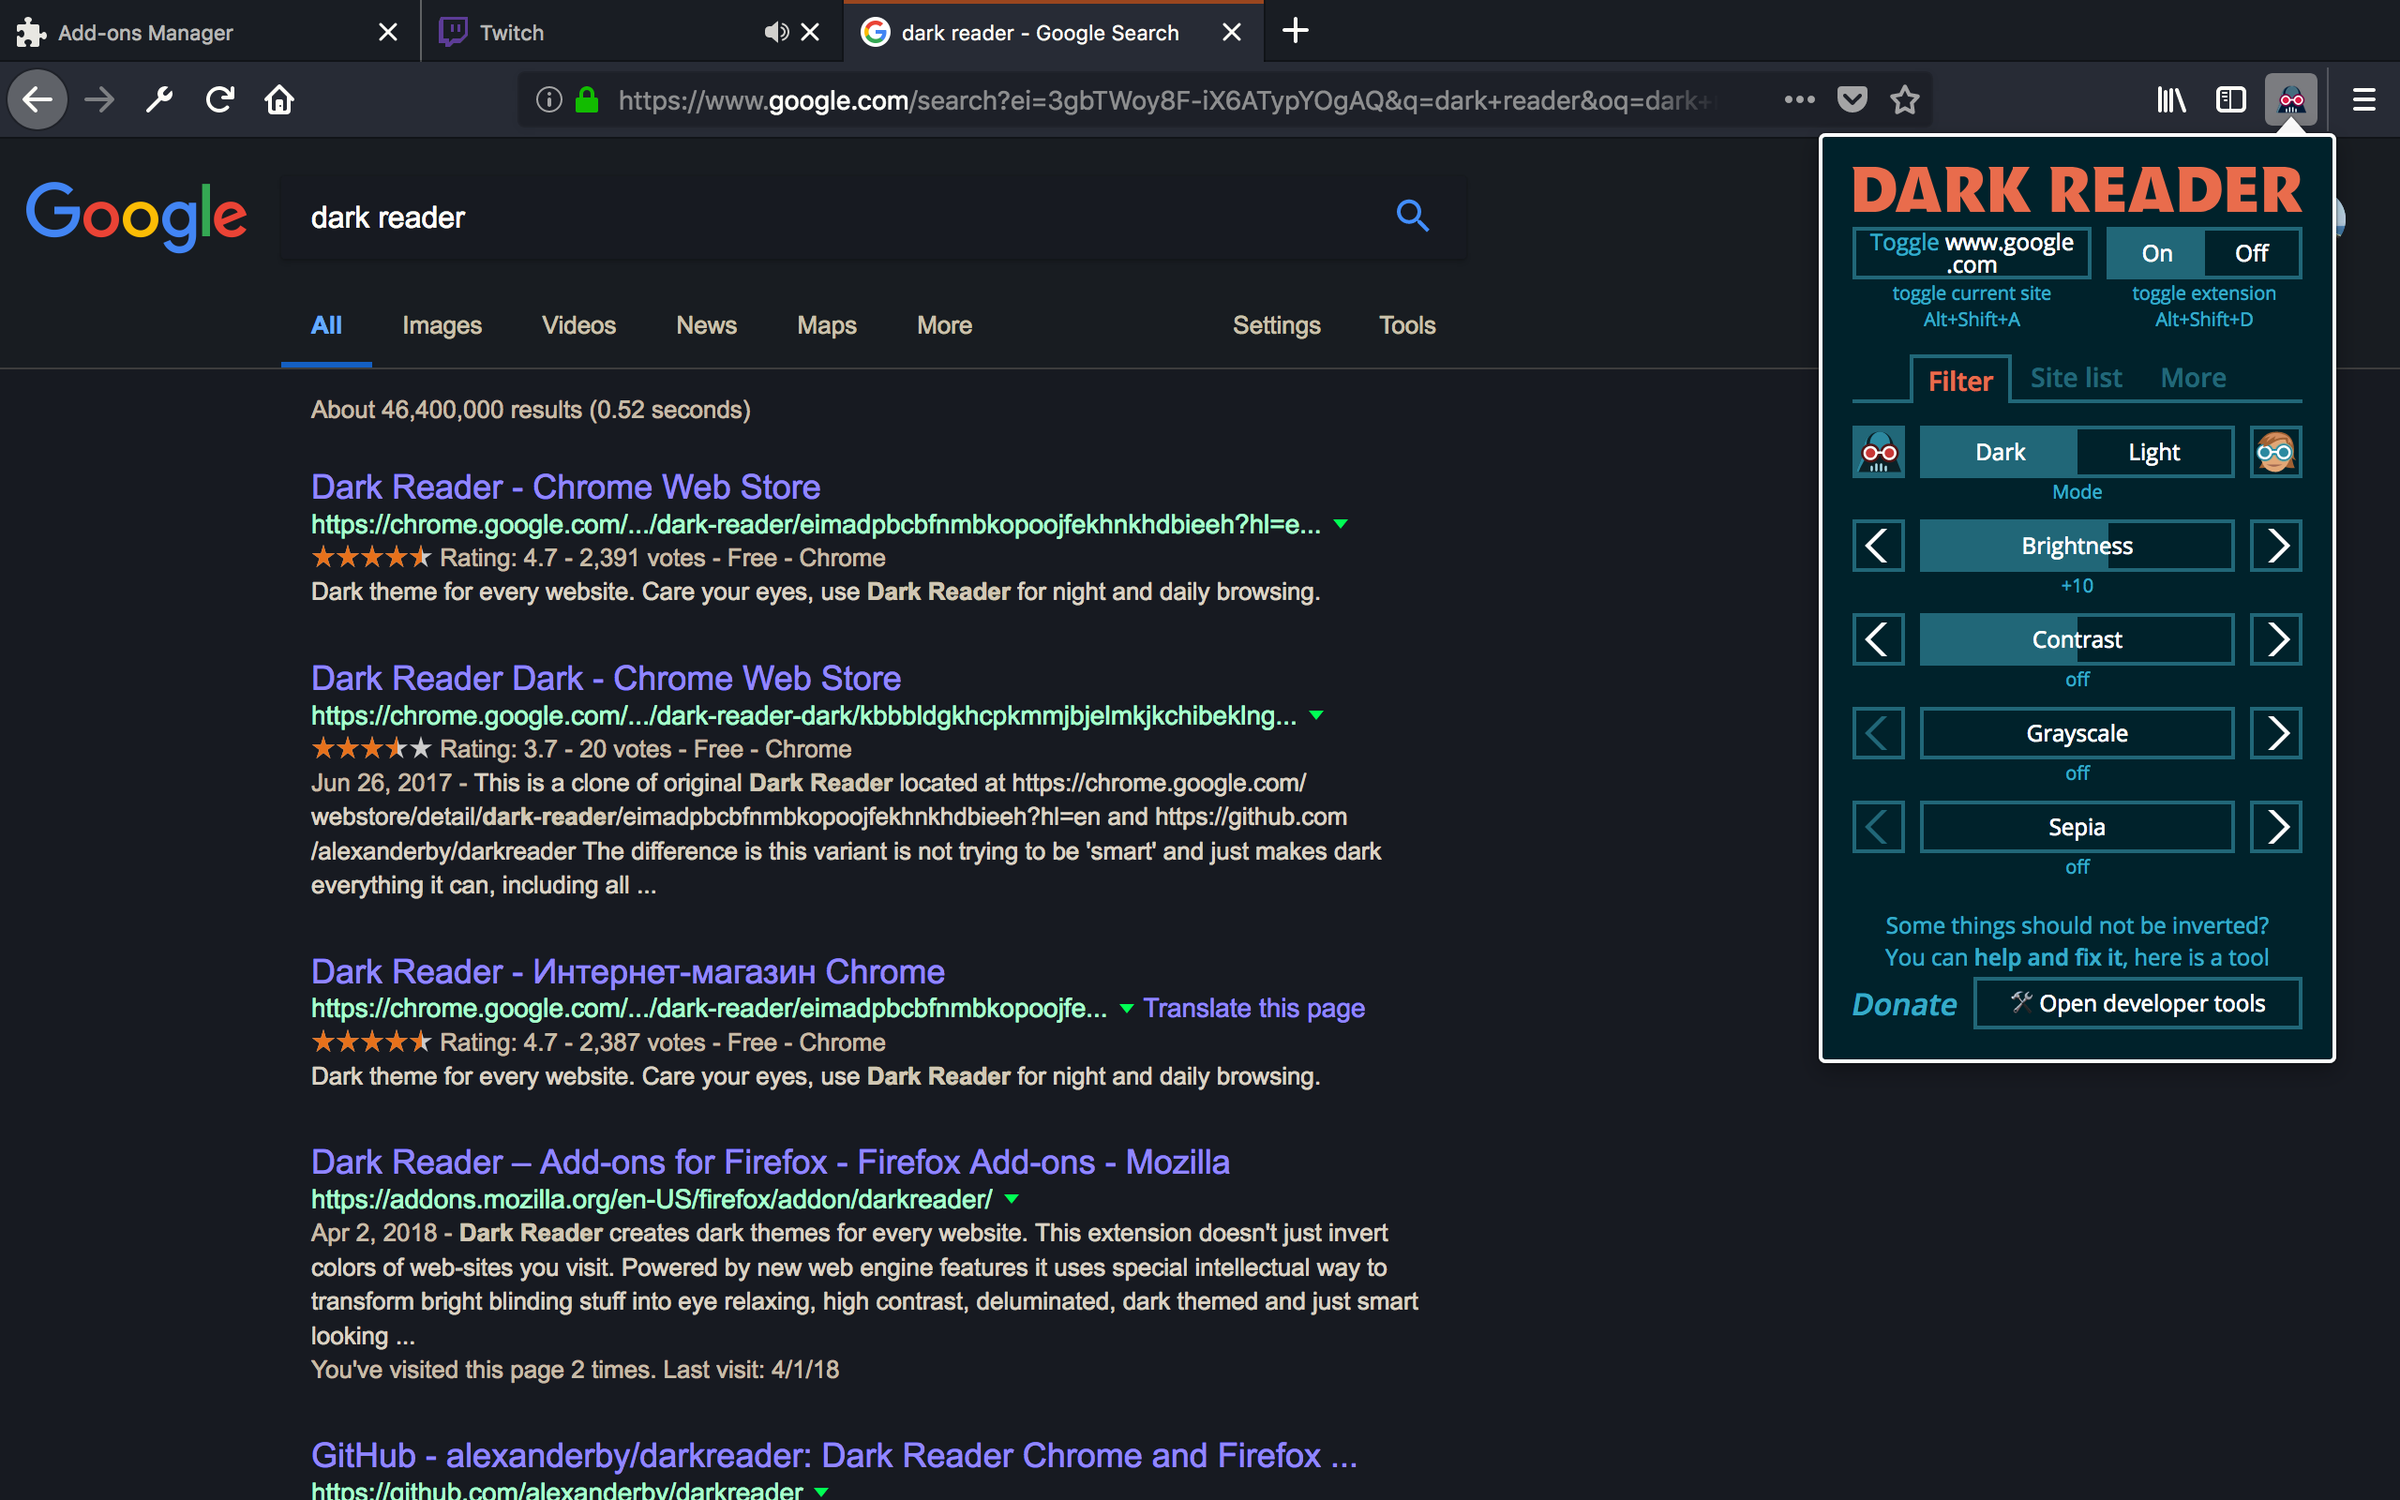 Add-ons Manager
Twitch
dark reader - Google Search
https://www.google.com/search?ei=3gbTWoy8F-iX6ATypYOgAQ&q=dark+reader&oq=dark+
Google
dark reader
All Images Videos News Maps More Settings Tools
About 46,400,000 results (0.52 seconds)
Dark Reader - Chrome Web Store
https://chrome.google.com/.../dark-reader/eimadpbcbfnmbkopoojfekhnkhdbieeh?hl=e...
Rating: 4.7 - 2,391 votes - Free - Chrome
Dark theme for every website. Care your eyes, use Dark Reader for night and daily browsing.
Dark Reader Dark - Chrome Web Store
https://chrome.google.com/.../dark-reader-dark/kbbbldgkhcpkmmjbjelmkjkchibeklng...
Rating: 3.7 - 20 votes - Free - Chrome
Jun 26, 2017 - This is a clone of original Dark Reader located at https://chrome.google.com/
webstore/detail/dark-reader/eimadpbcbfnmbkopoojfekhnkhdbieeh?hl=en and https://github.com
/alexanderby/darkreader The difference is this variant is not trying to be 'smart' and just makes dark
everything it can, including all ...
Dark Reader - Интернет-магазин Chrome
https://chrome.google.com/.../dark-reader/eimadpbcbfnmbkopoojfe... Translate this page
Rating: 4.7 - 2,387 votes - Free - Chrome
Dark theme for every website. Care your eyes, use Dark Reader for night and daily browsing.
Dark Reader – Add-ons for Firefox - Firefox Add-ons - Mozilla
https://addons.mozilla.org/en-US/firefox/addon/darkreader/
Apr 2, 2018 - Dark Reader creates dark themes for every website. This extension doesn't just invert
colors of web-sites you visit. Powered by new web engine features it uses special intellectual way to
transform bright blinding stuff into eye relaxing, high contrast, deluminated, dark themed and just smart
looking ...
You've visited this page 2 times. Last visit: 4/1/18
GitHub - alexanderby/darkreader: Dark Reader Chrome and Firefox ...
https://github.com/alexanderby/darkreader
DARK READER
Toggle www.google
.com
On Off
toggle current site
Alt+Shift+A
toggle extension
Alt+Shift+D
Filter Site list More
Dark Light
Mode
Brightness
+10
Contrast
off
Grayscale
off
Sepia
off
Some things should not be inverted?
You can help and fix it, here is a tool
Donate Open developer tools